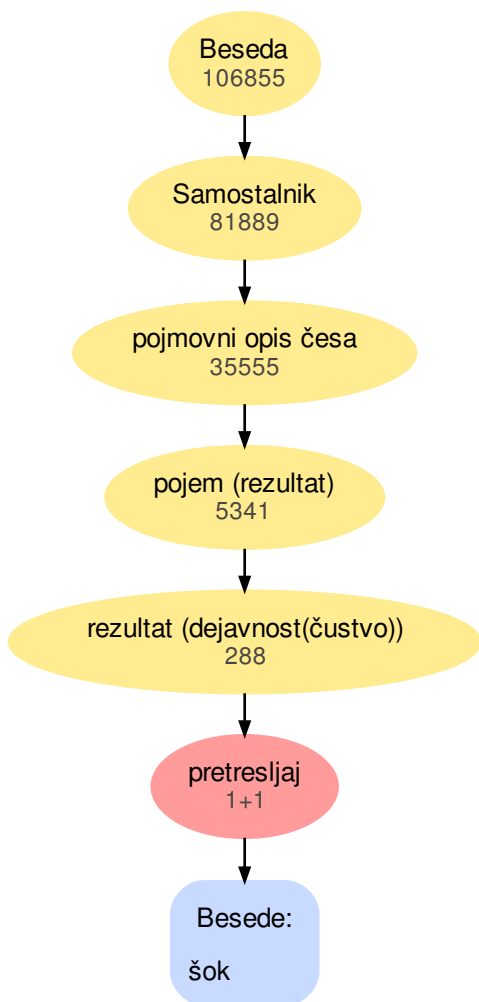 Beseda
106855
Samostalnik
81889
pojmovni opis česa
35555
pojem (rezultat)
5341
rezultat (dejavnost(čustvo))
288
pretresljaj
1+1
Besede:
šok